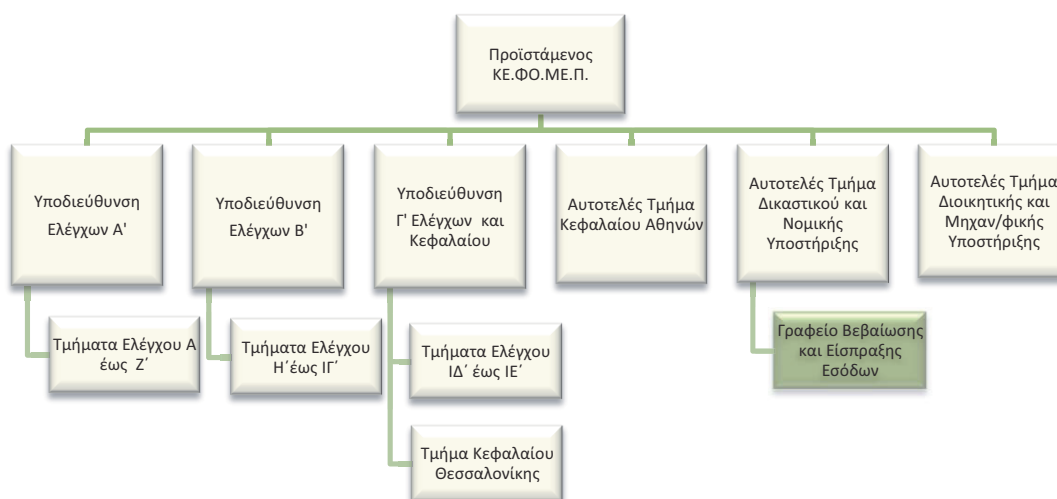 Προϊστάμενος
ΚΕ.ΦΟ.ΜΕ.Π.
Υποδιεύθυνση
Ελέγχων Α'
Υποδιεύθυνση
Ελέγχων Β'
Υποδιεύθυνση
Γ' Ελέγχων και
Κεφαλαίου
Αυτοτελές Τμήμα
Κεφαλαίου Αθηνών
Αυτοτελές Τμήμα
Δικαστικού και
Νομικής
Υποστήριξης
Αυτοτελές Τμήμα
Διοικητικής και
Μηχαν/φικής
Υποστήριξης
Τμήματα Ελέγχου Α
έως Ζ΄
Τμήματα Ελέγχου
Η΄έως ΙΓ΄
Τμήματα Ελέγχου
ΙΔ΄ έως ΙΕ΄
Γραφείο Βεβαίωσης
και Είσπραξης
Εσόδων
Τμήμα Κεφαλαίου
Θεσσαλονίκης